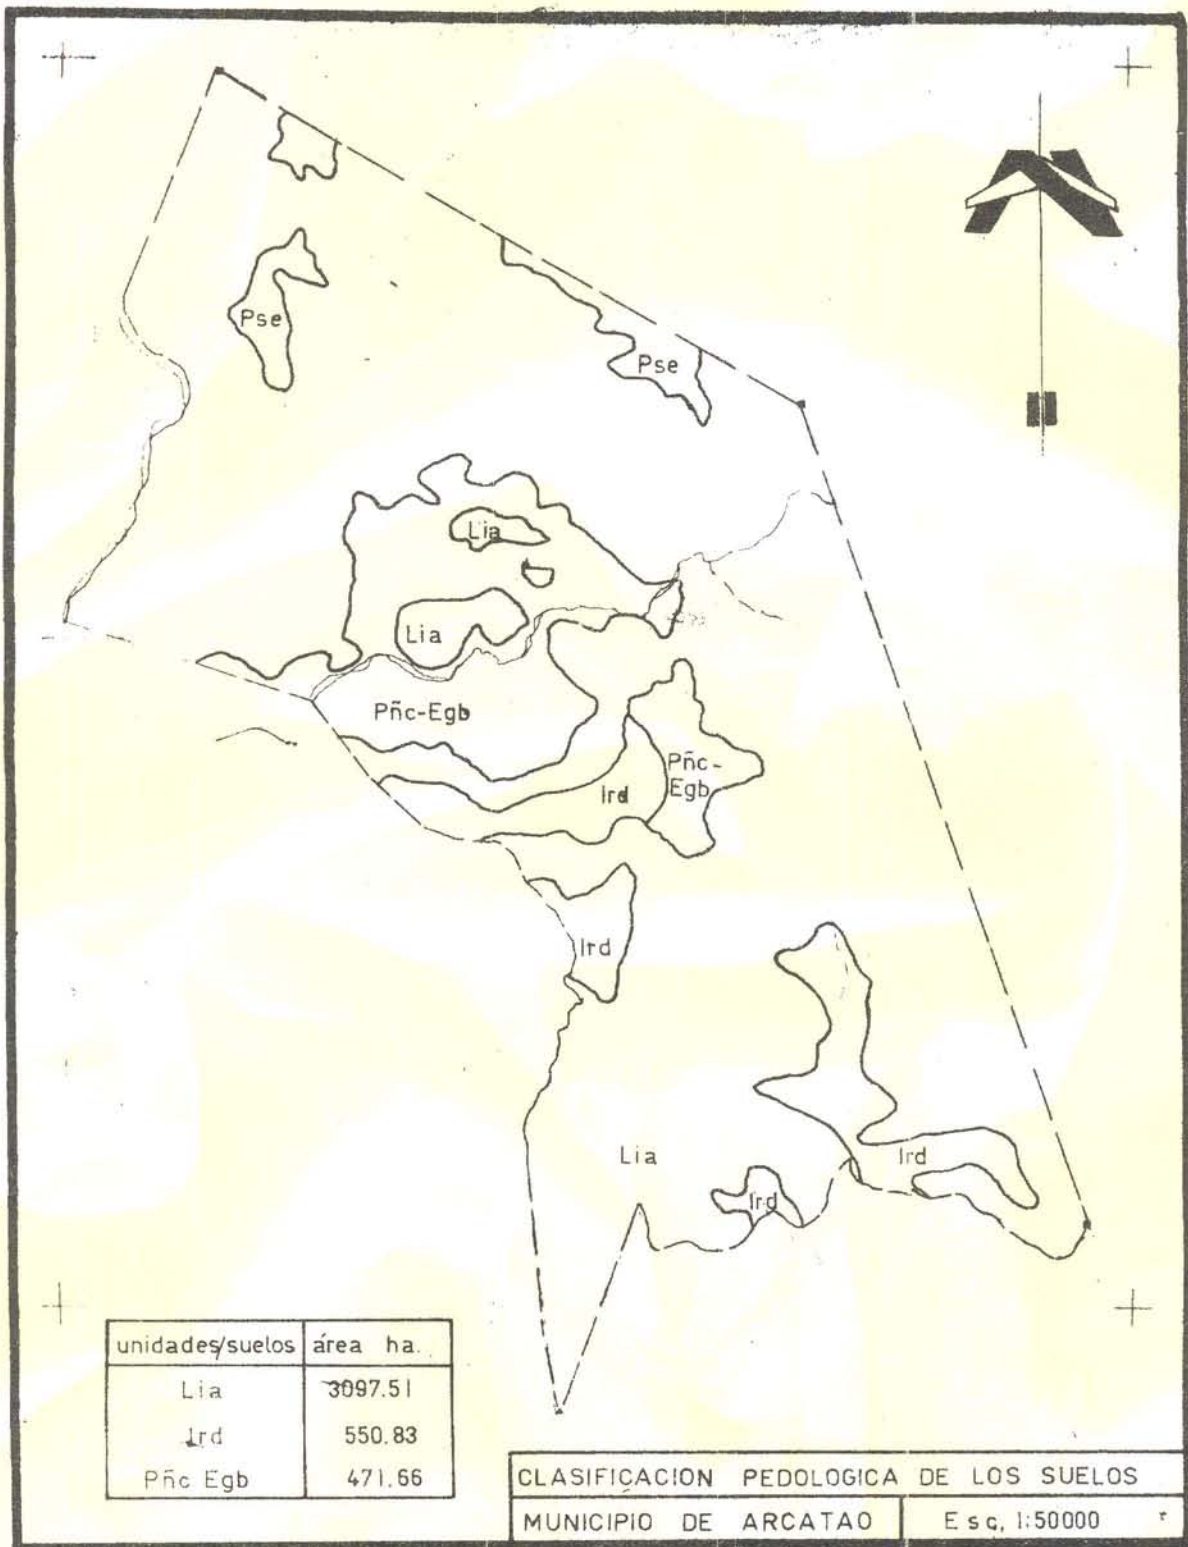 Pse
Pse
Lia
Lia
Pñc-Egb
Pñc-
Egb
Ird
Ird
Lia
Ird
Ird
unidades/suelos área ha.
Lia 3097.51
Ird 550.83
Pñc Egb 471.66
CLASIFICACION PEDOLOGICA DE LOS SUELOS
MUNICIPIO DE ARCATAO Esc, 1:50000